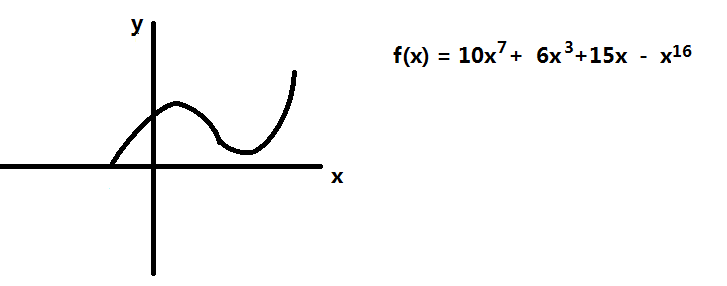 y
f(x) = 10x⁷+ 6x³+15x - x¹⁶
x